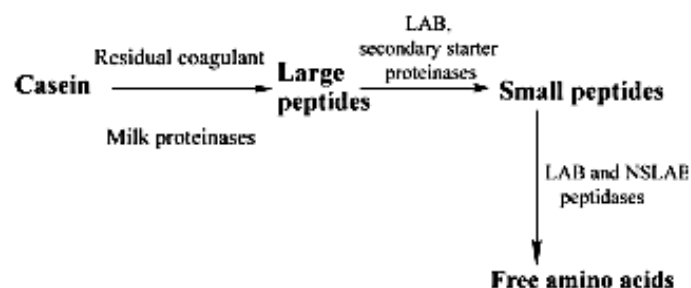 Casein
Residual coagulant
Milk proteinases
Large
peptides
LAB,
secondary starter
proteinases
Small peptides
LAB and NSLAB
peptidases
Free amino acids